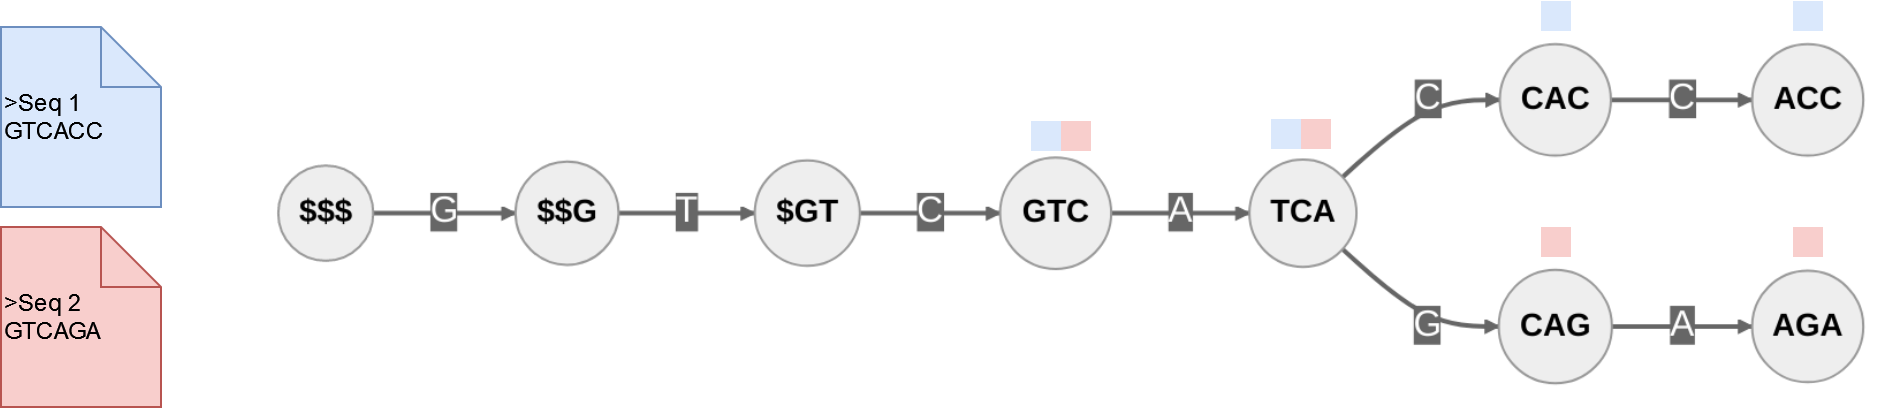 >Seq 1
GTCACC
>Seq 2
GTCAGA
$$$
G
$$G
T
$GT
C
GTC
A
TCA
C
CAC
C
ACC
G
CAG
A
AGA